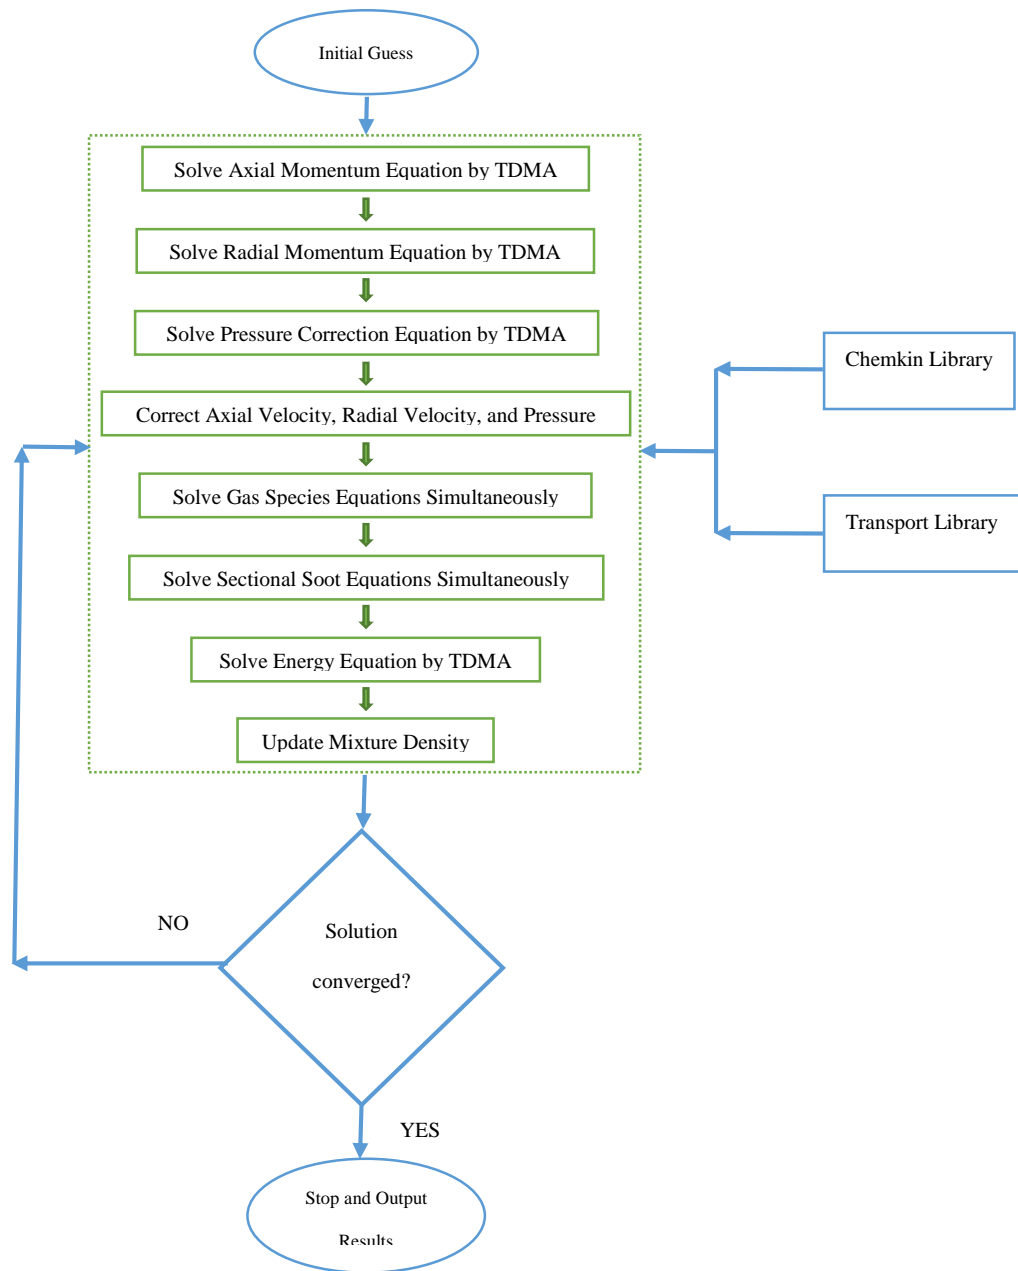 Initial Guess
Solve Axial Momentum Equation by TDMA
Solve Radial Momentum Equation by TDMA
Solve Pressure Correction Equation by TDMA
Correct Axial Velocity, Radial Velocity, and Pressure
Solve Gas Species Equations Simultaneously
Solve Sectional Soot Equations Simultaneously
Solve Energy Equation by TDMA
Update Mixture Density
Chemkin Library
Transport Library
NO
Solution
converged?
YES
Stop and Output
Results